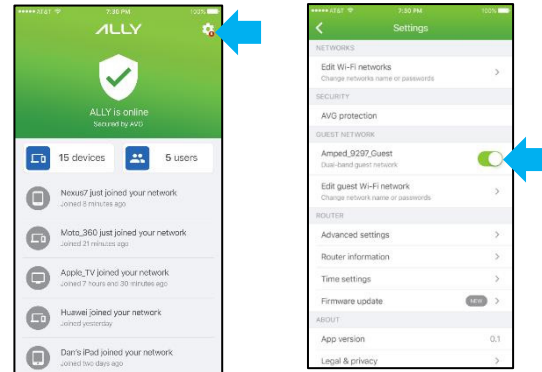 AT&T 7:30 PM 100%
ALLY
ALLY is online
Secured by AVG
15 devices 5 users
Nexus7 just joined your network
Joined 8 minutes ago
Moto_360 just joined your network
Joined 21 minutes ago
Apple_TV joined your network
Joined 7 hours and 30 minutes ago
Huawei joined your network
Joined yesterday
Dan's iPad joined your network
Joined two days ago
AT&T 7:30 PM 100%
Settings
NETWORKS
Edit Wi-Fi networks
Change networks name or passwords
SECURITY
AVG protection
GUEST NETWORK
Amped_9297_Guest
Dual-band guest network
Edit guest Wi-Fi network
Change network name or passwords
ROUTER
Advanced settings
Router information
Time settings
Firmware update NEW
ABOUT
App version 0.1
Legal & privacy